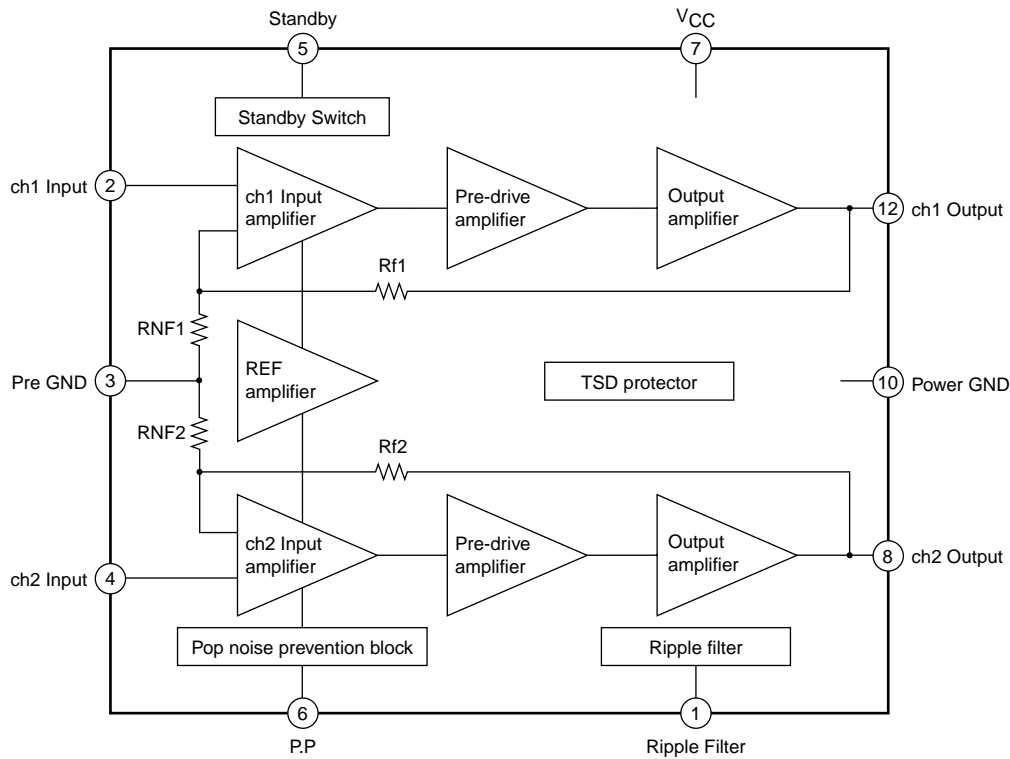 Standby
VCC
5
7
Standby Switch
ch1 Input
2
ch1 Input
amplifier
Pre-drive
amplifier
Output
amplifier
12
ch1 Output
Rf1
RNF1
Pre GND
3
REF
amplifier
TSD protector
10
Power GND
RNF2
Rf2
ch2 Input
4
ch2 Input
amplifier
Pre-drive
amplifier
Output
amplifier
8
ch2 Output
Pop noise prevention block
Ripple filter
6
1
P.P
Ripple Filter